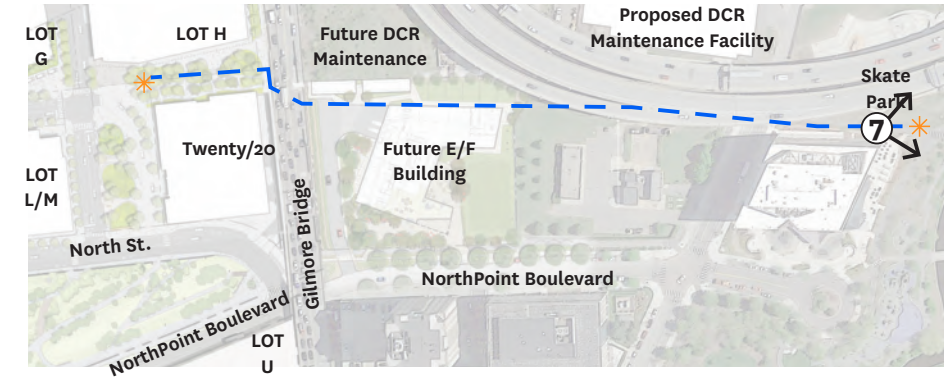 LOT
G
LOT H
Future DCR
Maintenance
Proposed DCR
Maintenance Facility
Skate
Park
7
Twenty/20
Future E/F
Building
LOT
L/M
Gilmore Bridge
North St.
NorthPoint Boulevard
NorthPoint Boulevard
LOT
U